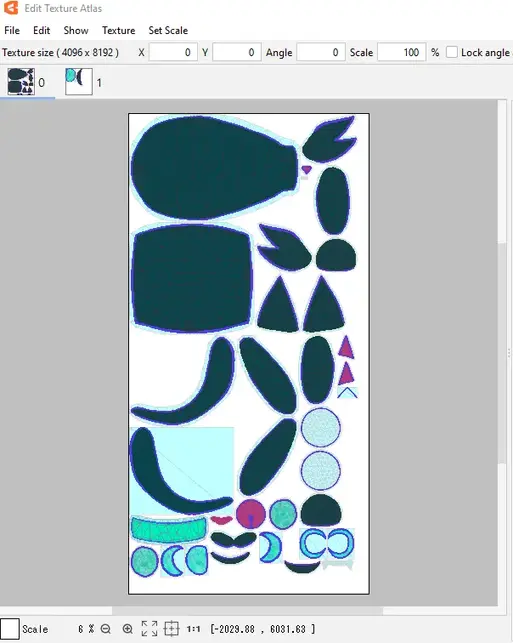 Edit Texture Atlas
File Edit Show Texture Set Scale
Texture size ( 4096 x 8192 ) X 0 Y 0 Angle 0 Scale 100 % Lock angle
0 1
Scale 6 % 1:1 [-2029.88 , 6031.63 ]